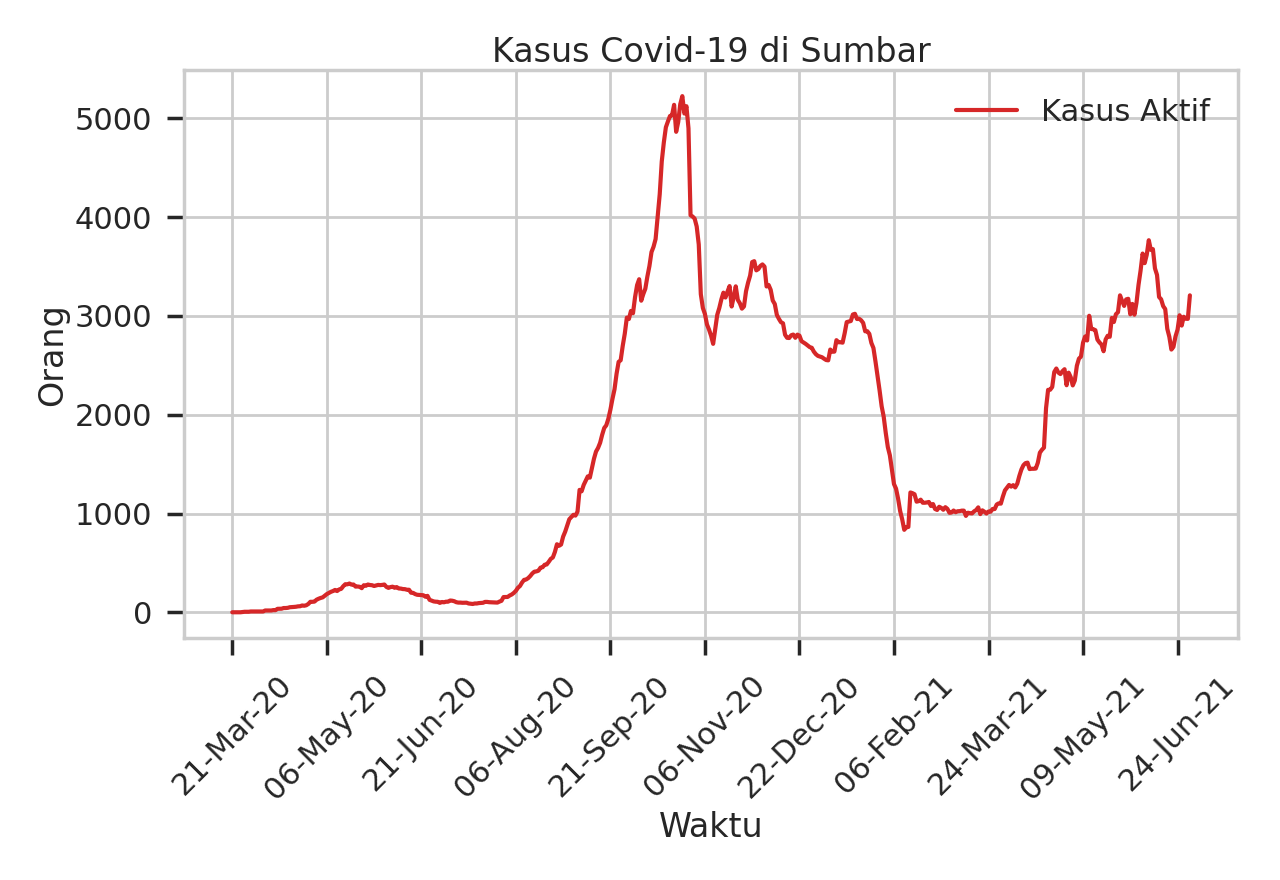 Kasus Covid-19 di Sumbar
Kasus Aktif
Orang
5000
4000
3000
2000
1000
0
21-Mar-20
06-May-20
21-Jun-20
06-Aug-20
21-Sep-20
06-Nov-20
22-Dec-20
06-Feb-21
24-Mar-21
09-May-21
24-Jun-21
Waktu